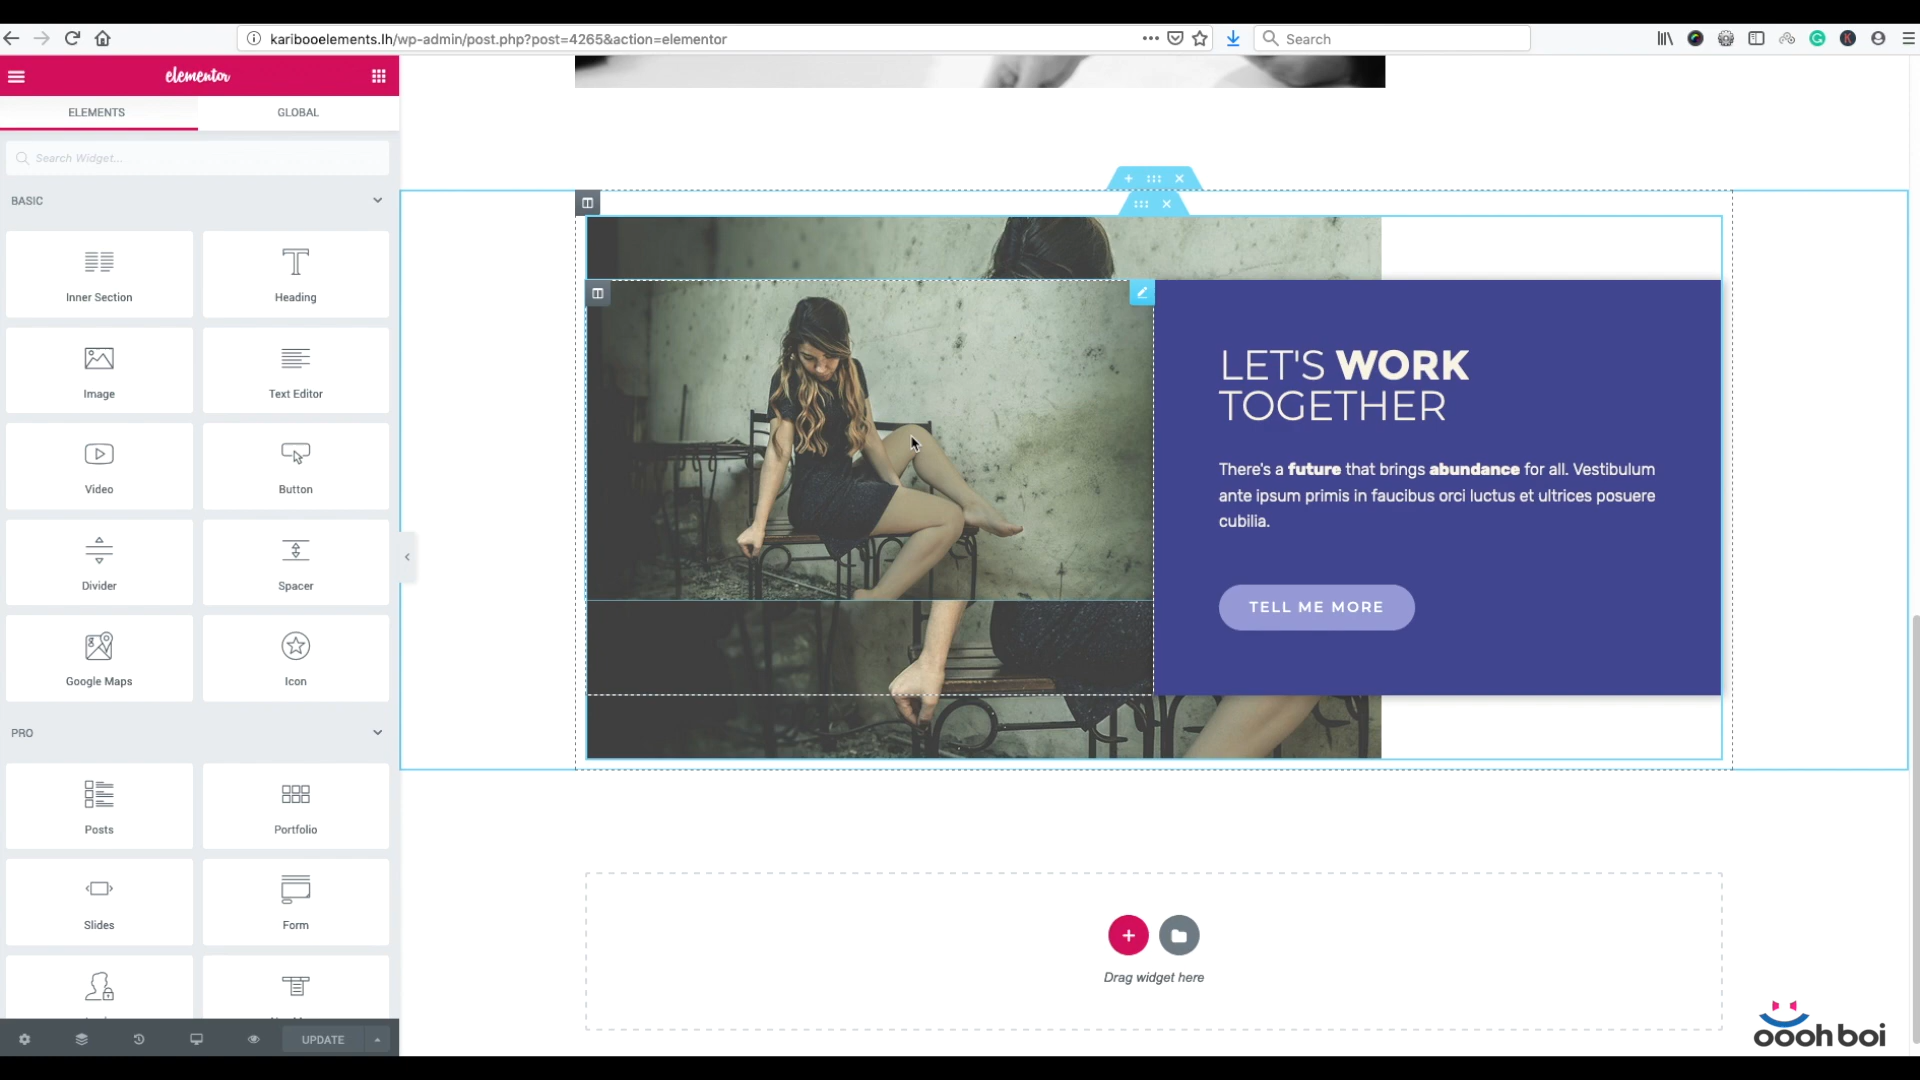 karibooelements.lh/wp-admin/post.php?post=4265&action=elementor
Search
elementor
ELEMENTS
GLOBAL
Search Widget...
BASIC
Inner Section
Heading
Image
Text Editor
Video
Button
Divider
Spacer
Google Maps
Icon
PRO
Posts
Portfolio
Slides
Form
UPDATE
LET'S WORK
TOGETHER
There's a future that brings abundance for all. Vestibulum
ante ipsum primis in faucibus orci luctus et ultrices posuere
cubilia.
TELL ME MORE
Drag widget here
ooohboi